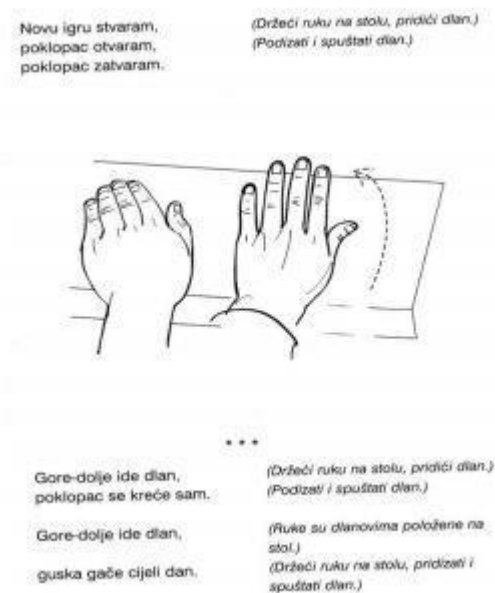 Novu igru stvaram,
poklopac otvaram,
poklopac zatvaram.
(Držeći ruku na stolu, pridići dlan.)
(Podizati i spuštati dlan.)
• • •
Gore-dolje ide dlan,
poklopac se kreće sam.
(Držeći ruku na stolu, pridići dlan.)
(Podizati i spuštati dlan.)
Gore-dolje ide dlan,
(Ruke su dlanovima položene na
stol.)
guska gače cijeli dan.
(Držeći ruku na stolu, pridizati i
spuštati dlan.)